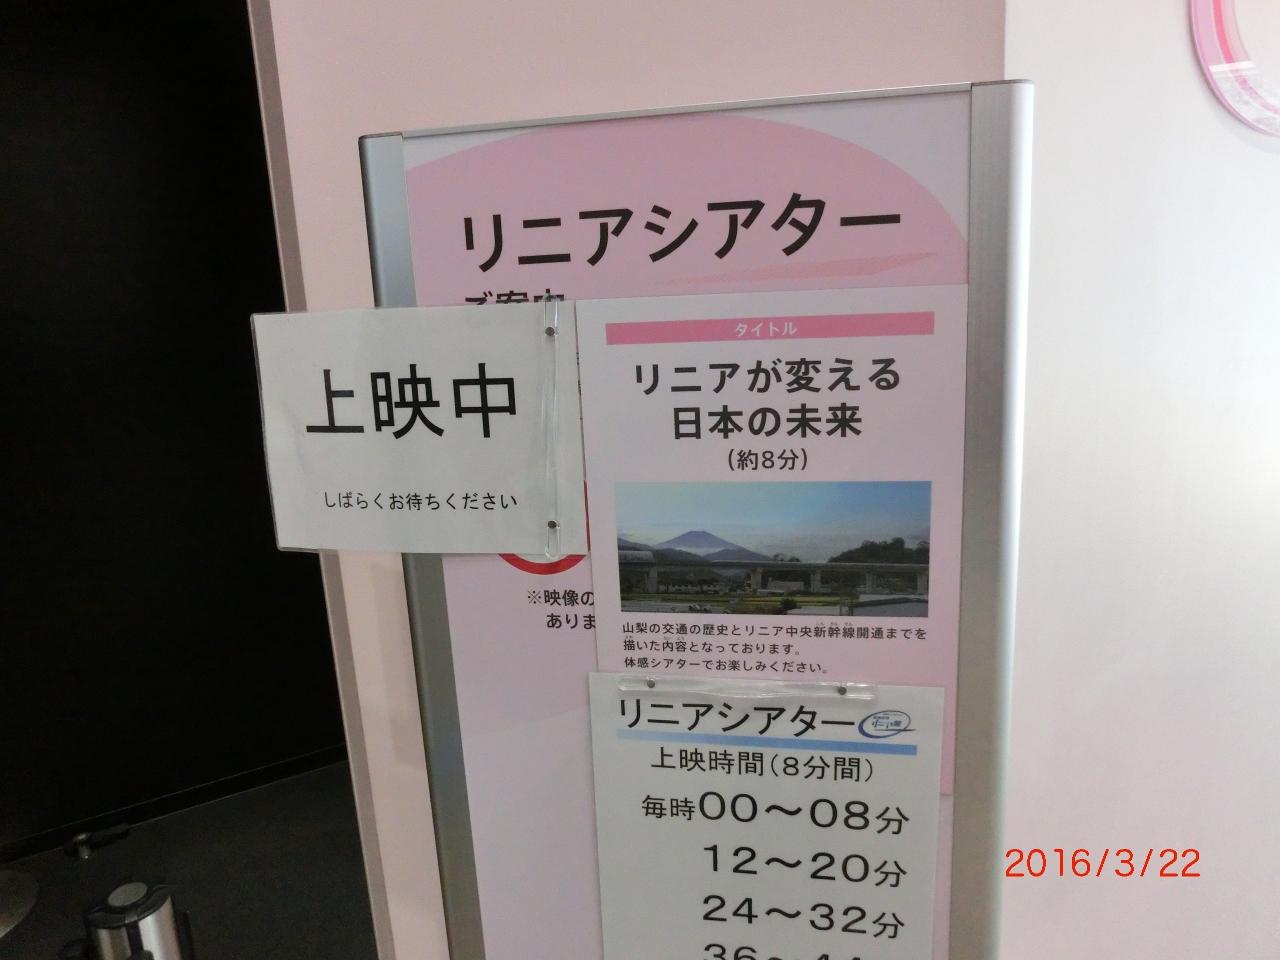 リニアシアター
ご案内
上映中
しばらくお待ちください
※映像の
ありま
タイトル
リニアが変える
日本の未来
(約8分)
山梨の交通の歴史とリニア中央新幹線開通までを
描いた内容となっております。
体感シアターでお楽しみください。
リニアシアター
上映時間(8分間)
毎時00～08分
12～20分
24～32分
36～44
2016/3/22